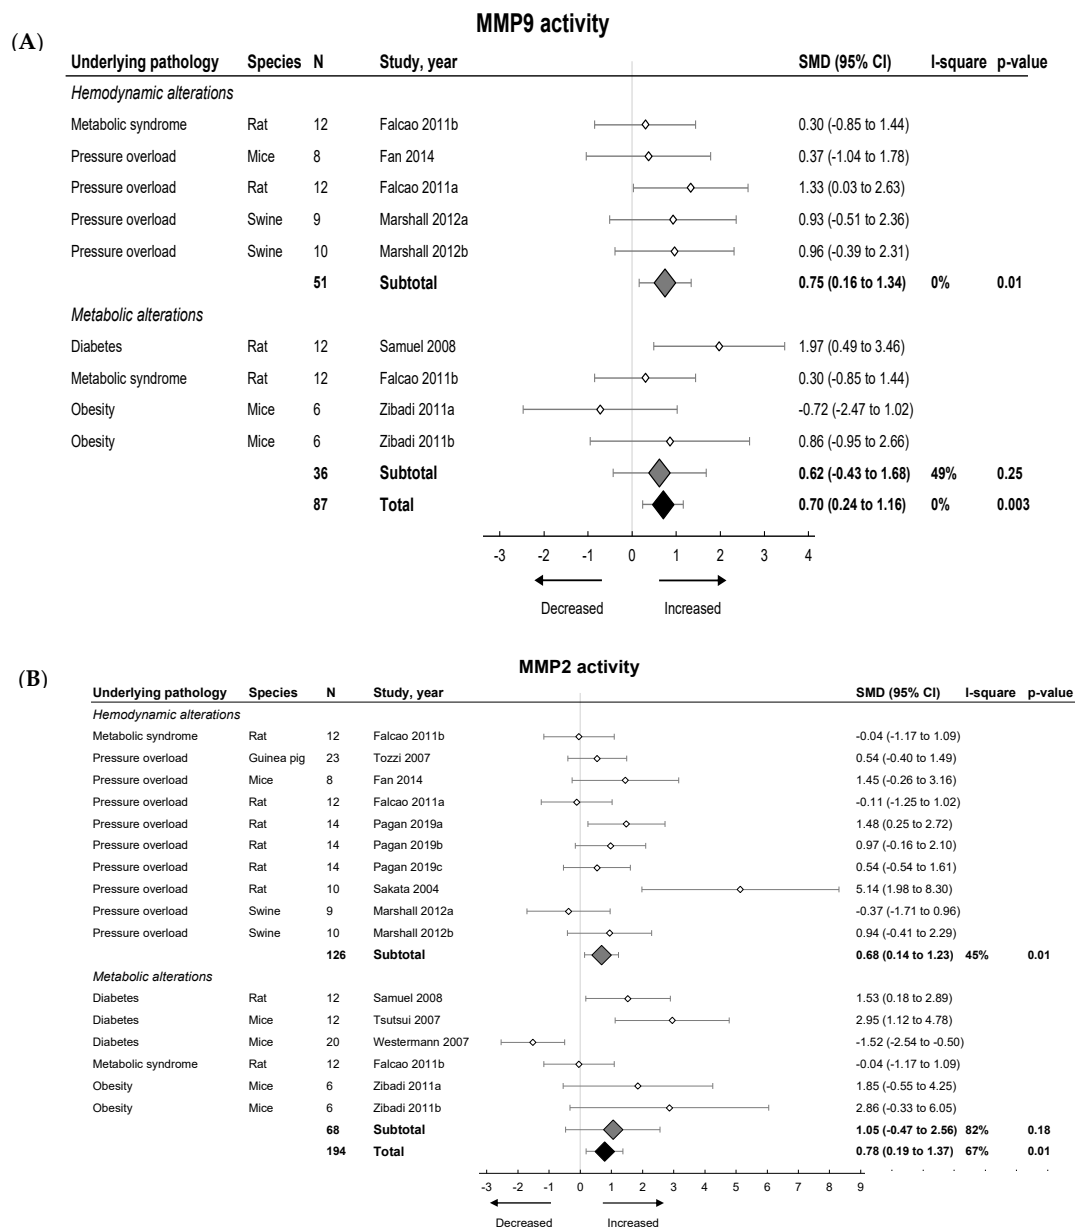 (A)
MMP9 activity
Underlying pathology Species N Study, year SMD (95% CI) I-square p-value
Hemodynamic alterations
Metabolic syndrome Rat 12 Falcao 2011b 0.30 (-0.85 to 1.44)
Pressure overload Mice 8 Fan 2014 0.37 (-1.04 to 1.78)
Pressure overload Rat 12 Falcao 2011a 1.33 (0.03 to 2.63)
Pressure overload Swine 9 Marshall 2012a 0.93 (-0.51 to 2.36)
Pressure overload Swine 10 Marshall 2012b 0.96 (-0.39 to 2.31)
51 Subtotal 0.75 (0.16 to 1.34) 0% 0.01
Metabolic alterations
Diabetes Rat 12 Samuel 2008 1.97 (0.49 to 3.46)
Metabolic syndrome Rat 12 Falcao 2011b 0.30 (-0.85 to 1.44)
Obesity Mice 6 Zibadi 2011a -0.72 (-2.47 to 1.02)
Obesity Mice 6 Zibadi 2011b 0.86 (-0.95 to 2.66)
36 Subtotal 0.62 (-0.43 to 1.68) 49% 0.25
87 Total 0.70 (0.24 to 1.16) 0% 0.003
-3 -2 -1 0 1 2 3 4
Decreased Increased
(B)
MMP2 activity
Underlying pathology Species N Study, year SMD (95% CI) I-square p-value
Hemodynamic alterations
Metabolic syndrome Rat 12 Falcao 2011b -0.04 (-1.17 to 1.09)
Pressure overload Guinea pig 23 Tozzi 2007 0.54 (-0.40 to 1.49)
Pressure overload Mice 8 Fan 2014 1.45 (-0.26 to 3.16)
Pressure overload Rat 12 Falcao 2011a -0.11 (-1.25 to 1.02)
Pressure overload Rat 14 Pagan 2019a 1.48 (0.25 to 2.72)
Pressure overload Rat 14 Pagan 2019b 0.97 (-0.16 to 2.10)
Pressure overload Rat 14 Pagan 2019c 0.54 (-0.54 to 1.61)
Pressure overload Rat 10 Sakata 2004 5.14 (1.98 to 8.30)
Pressure overload Swine 9 Marshall 2012a -0.37 (-1.71 to 0.96)
Pressure overload Swine 10 Marshall 2012b 0.94 (-0.41 to 2.29)
126 Subtotal 0.68 (0.14 to 1.23) 45% 0.01
Metabolic alterations
Diabetes Rat 12 Samuel 2008 1.53 (0.18 to 2.89)
Diabetes Mice 12 Tsutsui 2007 2.95 (1.12 to 4.78)
Diabetes Mice 20 Westermann 2007 -1.52 (-2.54 to -0.50)
Metabolic syndrome Rat 12 Falcao 2011b -0.04 (-1.17 to 1.09)
Obesity Mice 6 Zibadi 2011a 1.85 (-0.55 to 4.25)
Obesity Mice 6 Zibadi 2011b 2.86 (-0.33 to 6.05)
68 Subtotal 1.05 (-0.47 to 2.56) 82% 0.18
194 Total 0.78 (0.19 to 1.37) 67% 0.01
-3 -2 -1 0 1 2 3 4 5 6 7 8 9
Decreased Increased